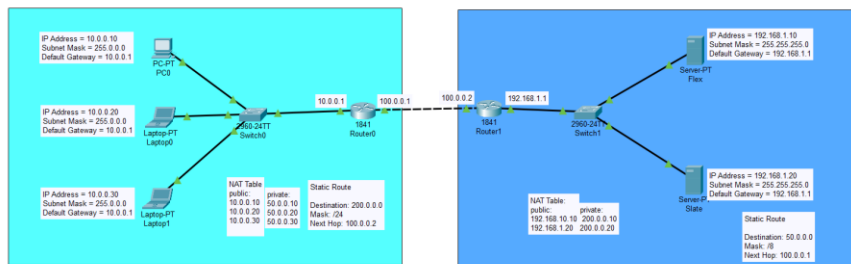 IP Address = 10.0.0.10
Subnet Mask = 255.0.0.0
Default Gateway = 10.0.0.1
PC-PT
PC0
IP Address = 10.0.0.20
Subnet Mask = 255.0.0.0
Default Gateway = 10.0.0.1
Laptop-PT
Laptop0
IP Address = 10.0.0.30
Subnet Mask = 255.0.0.0
Default Gateway = 10.0.0.1
Laptop-PT
Laptop1
2960-24TT
Switch0
10.0.0.1
100.0.0.1
1841
Router0
NAT Table
public: private:
10.0.0.10 50.0.0.10
10.0.0.20 50.0.0.20
10.0.0.30 50.0.0.30
Static Route
Destination: 200.0.0.0
Mask: /24
Next Hop: 100.0.0.2
100.0.0.2
192.168.1.1
1841
Router1
2960-24TT
Switch1
IP Address = 192.168.1.10
Subnet Mask = 255.255.255.0
Default Gateway = 192.168.1.1
Server-PT
Flex
IP Address = 192.168.1.20
Subnet Mask = 255.255.255.0
Default Gateway = 192.168.1.1
Server-PT
Slate
NAT Table:
public: private:
192.168.10.10 200.0.0.10
192.168.1.20 200.0.0.20
Static Route
Destination: 50.0.0.0
Mask: /8
Next Hop: 100.0.0.1